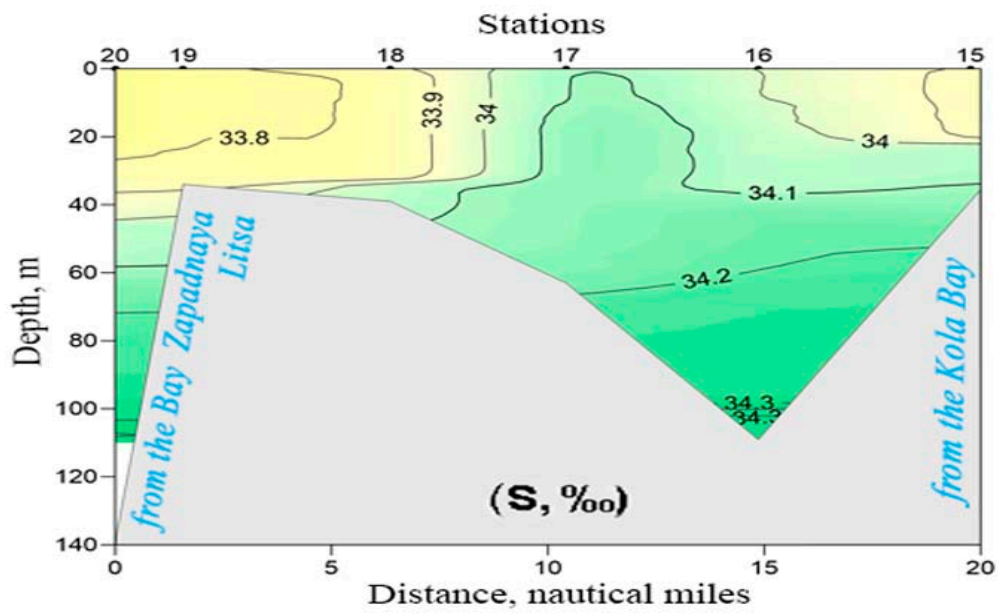 Stations
20 19 18 17 16 15
0
20
40
60
80
100
120
140
Depth, m
33.8
33.9
34
34
34.1
34.2
34.3
34.3
from the Bay Zapadnaya
Litsa
from the Kola Bay
(S, ‰)
0 5 10 15 20
Distance, nautical miles